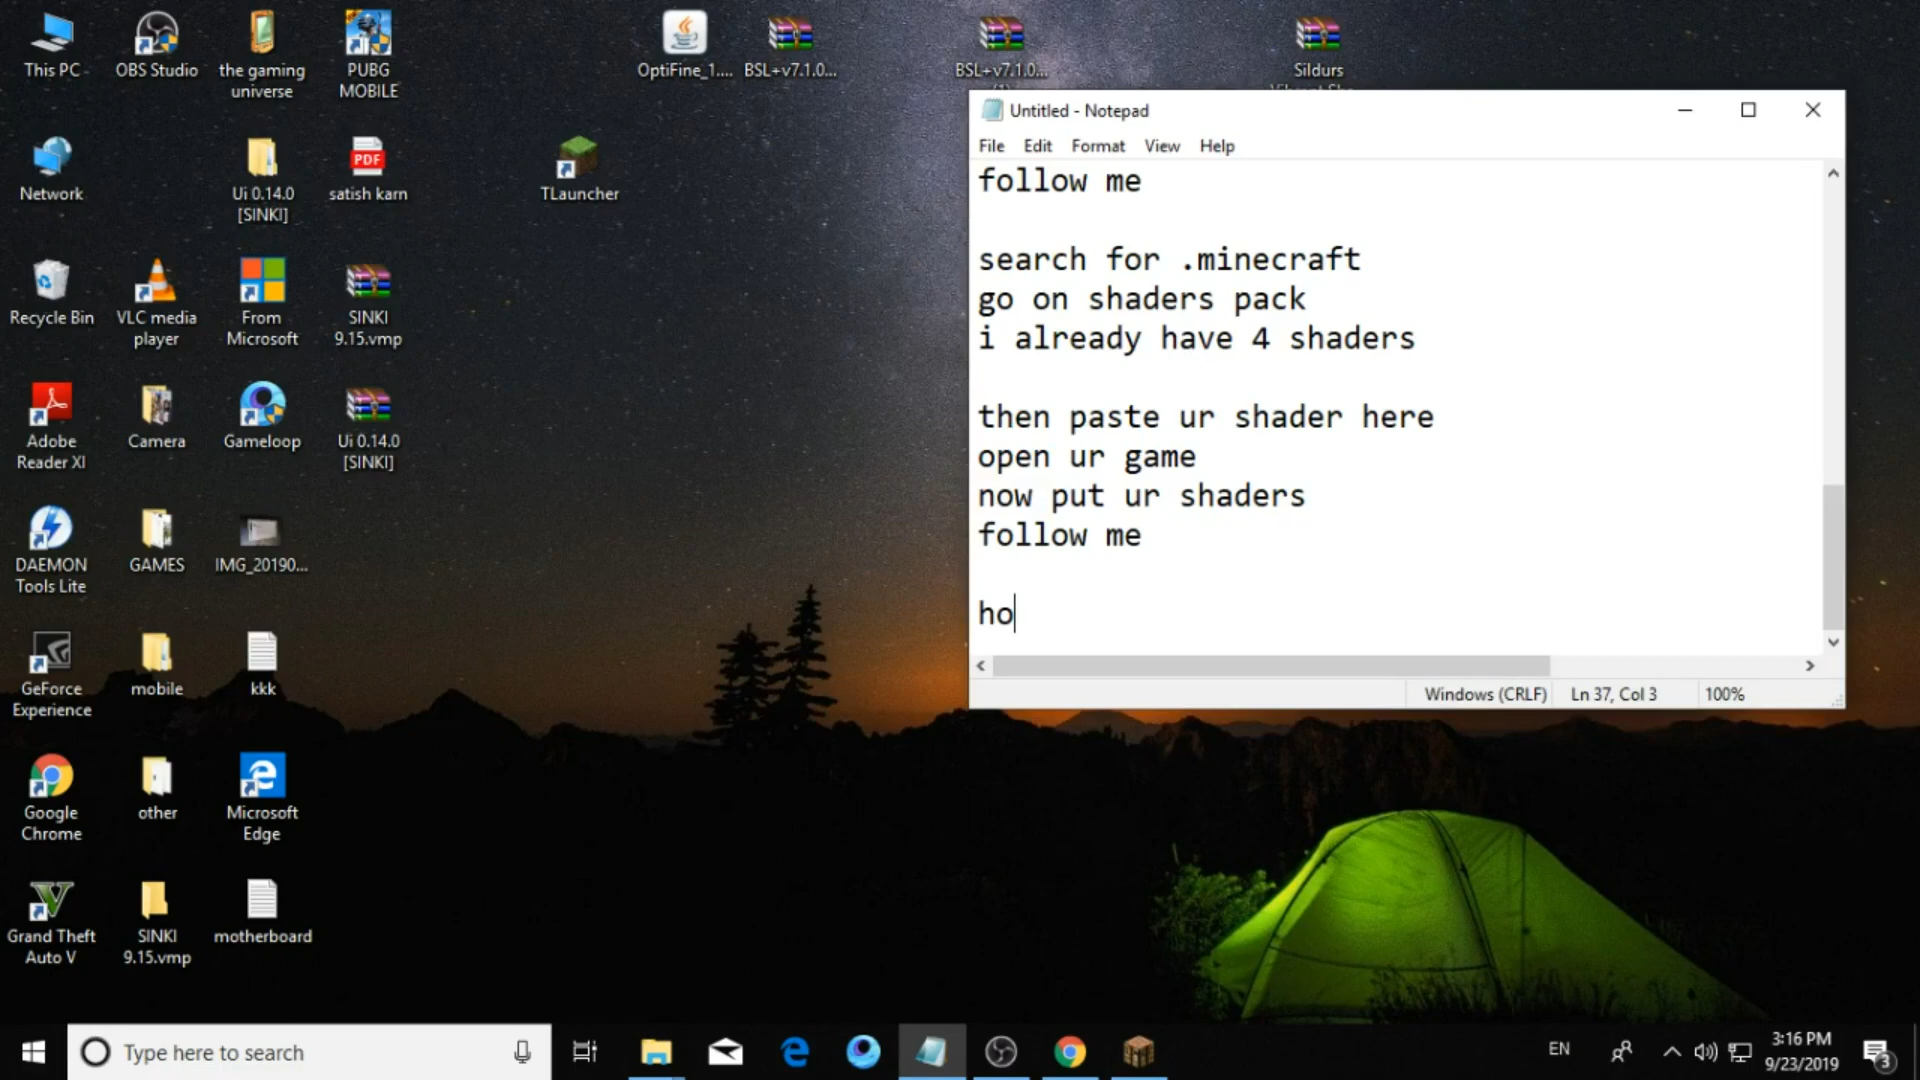 This PC
OBS Studio
the gaming
universe
PUBG
MOBILE
OptiFine_1....
BSL+v7.1.0...
BSL+v7.1.0...
Sildurs
Network
Ui 0.14.0
[SINKI]
PDF
satish karn
TLauncher
Recycle Bin
VLC media
player
From
Microsoft
SINKI
9.15.vmp
Adobe
Reader XI
Camera
Gameloop
Ui 0.14.0
[SINKI]
DAEMON
Tools Lite
GAMES
IMG_20190...
GeForce
Experience
mobile
kkk
Google
Chrome
other
Microsoft
Edge
Grand Theft
Auto V
SINKI
9.15.vmp
motherboard
Untitled - Notepad
File Edit Format View Help
follow me
search for .minecraft
go on shaders pack
i already have 4 shaders
then paste ur shader here
open ur game
now put ur shaders
follow me
ho
Windows (CRLF) Ln 37, Col 3 100%
Type here to search
EN
3:16 PM
9/23/2019
3